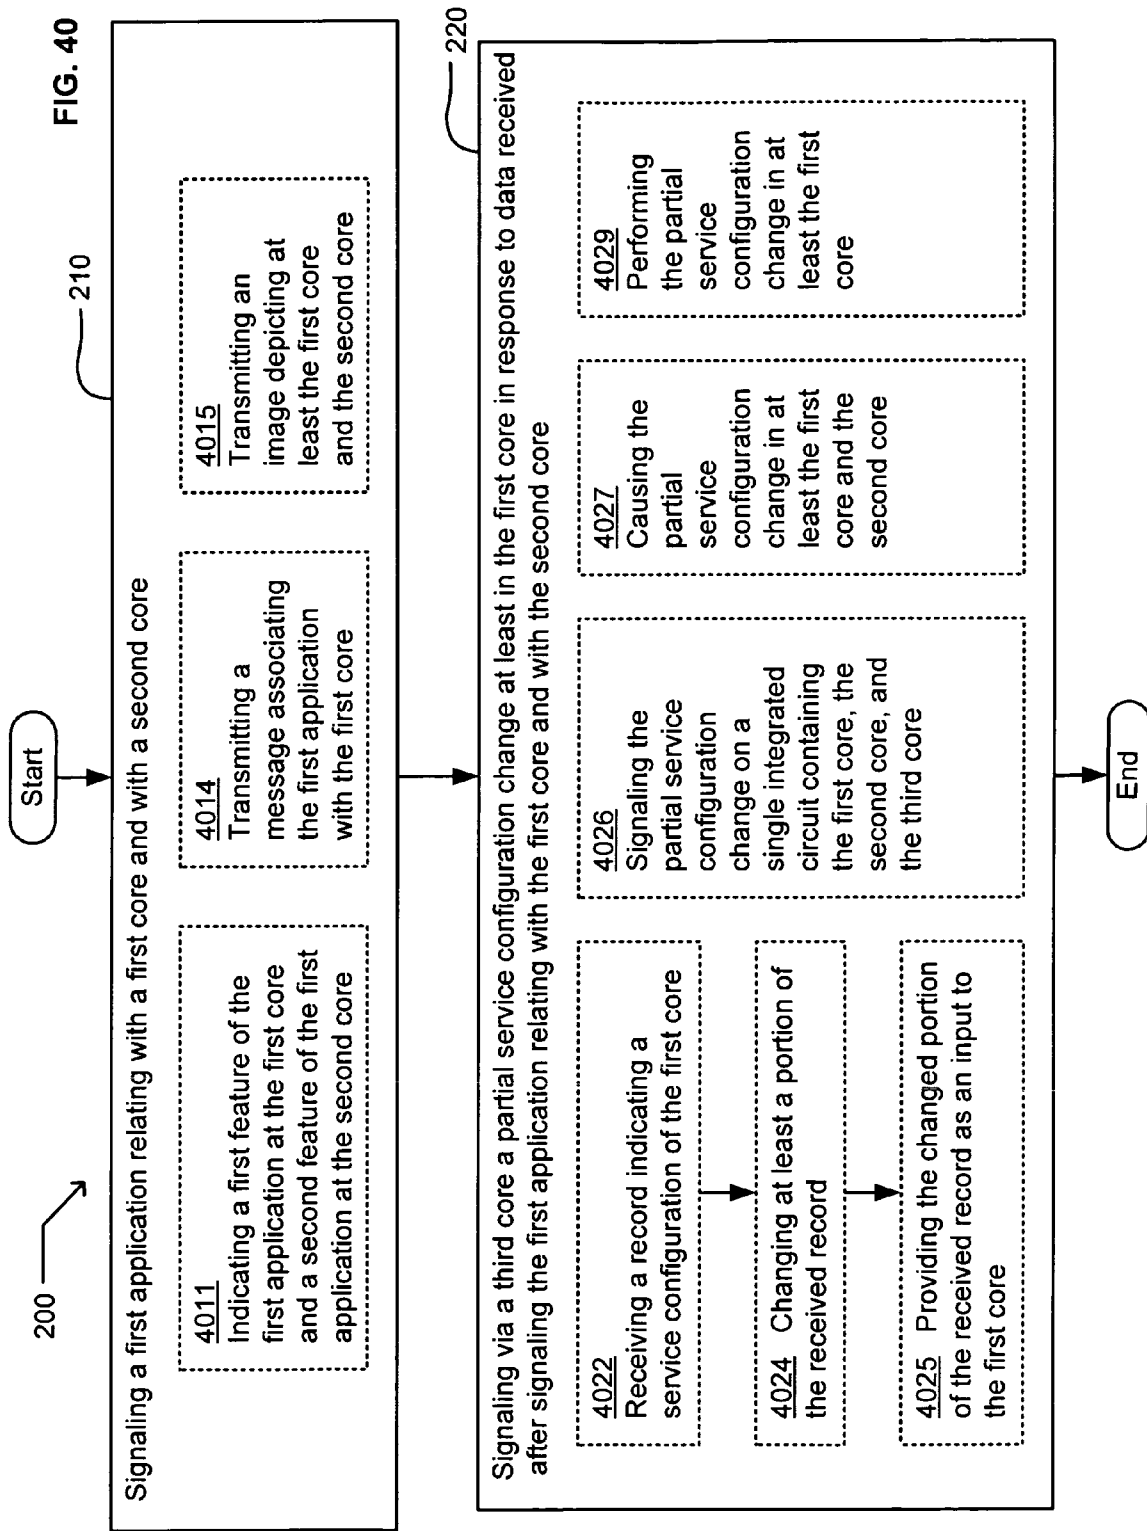 FIG. 40
200
Start
210
Signaling a first application relating with a first core and with a second core
4011
Indicating a first feature of the
first application at the first core
and a second feature of the first
application at the second core
4014
Transmitting a
message associating
the first application
with the first core
4015
Transmitting an
image depicting at
least the first core
and the second core
220
Signaling via a third core a partial service configuration change at least in the first core in response to data received
after signaling the first application relating with the first core and with the second core
4022
Receiving a record indicating a
service configuration of the first core
4024 Changing at least a portion of
the received record
4025 Providing the changed portion
of the received record as an input to
the first core
4026
Signaling the
partial service
configuration
change on a
single integrated
circuit containing
the first core, the
second core, and
the third core
4027
Causing the
partial
service
configuration
change in at
least the first
core and the
second core
4029
Performing
the partial
service
configuration
change in at
least the first
core
End